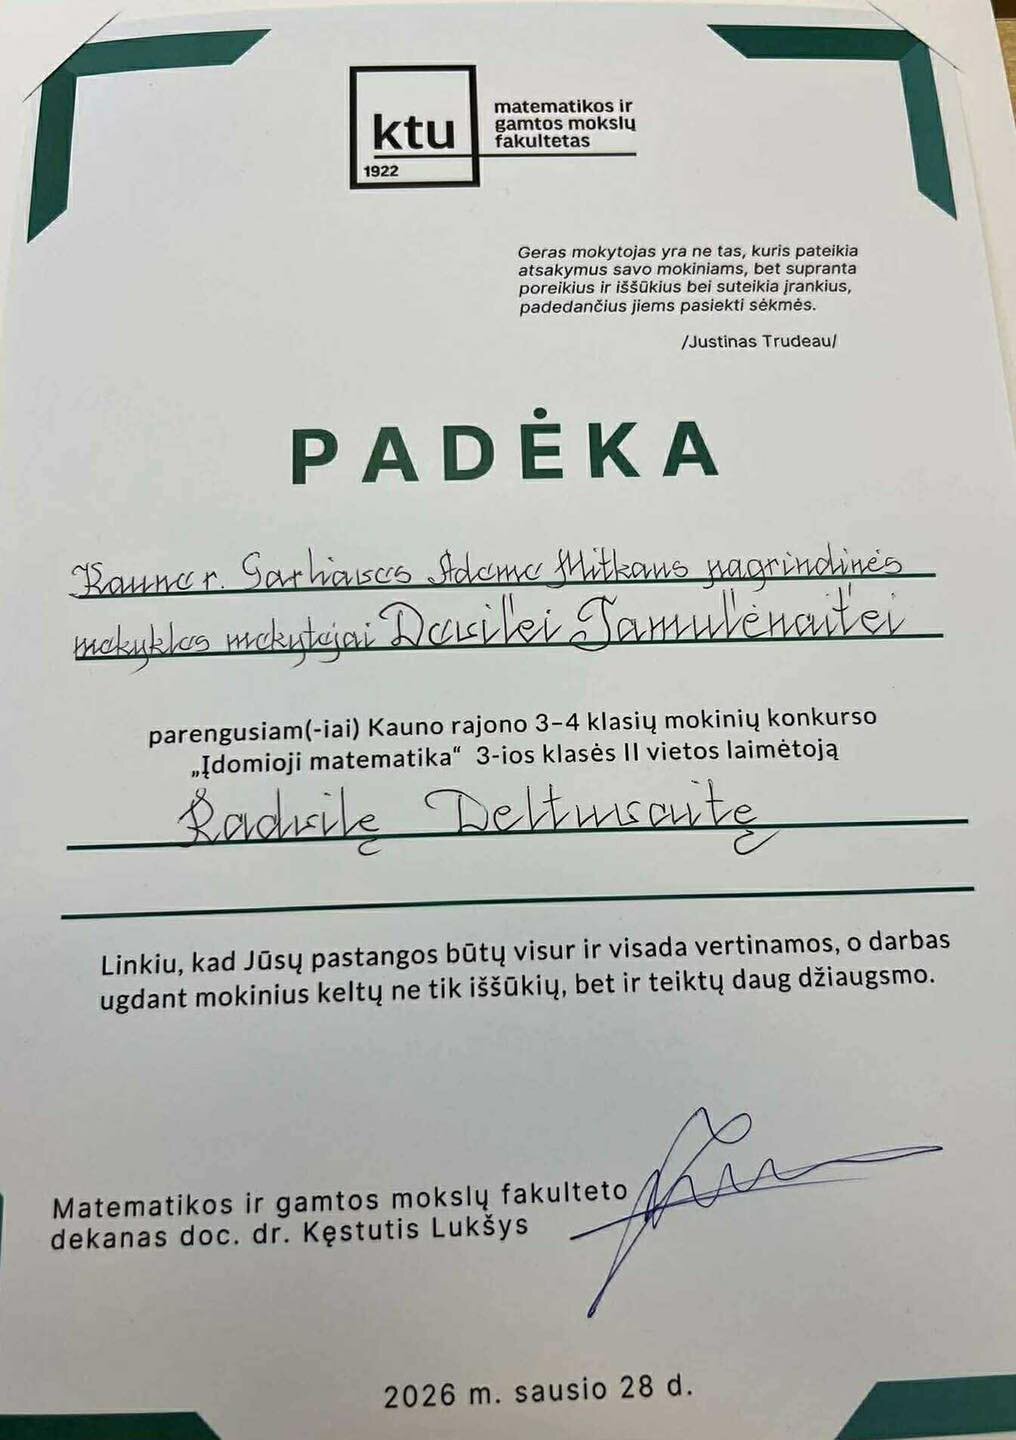 ktu
1922
matematikos ir
gamtos mokslų
fakultetas
Geras mokytojas yra ne tas, kuris pateikia
atsakymus savo mokiniams, bet supranta
poreikius ir iššūkius bei suteikia įrankius,
padedančius jiems pasiekti sėkmės.
/Justinas Trudeau/
PADĖKA
Kauno r. Garliavos Adomo Mitkaus pagrindinės
mokyklos mokytojai Dovilei Tamulėnaitei
parengusiam(-iai) Kauno rajono 3–4 klasių mokinių konkurso
„Įdomioji matematika“ 3-ios klasės II vietos laimėtoją
Radvilę Deltuvaitę
Linkiu, kad Jūsų pastangos būtų visur ir visada vertinamos, o darbas
ugdant mokinius keltų ne tik iššūkių, bet ir teiktų daug džiaugsmo.
Matematikos ir gamtos mokslų fakulteto
dekanas doc. dr. Kęstutis Lukšys
2026 m. sausio 28 d.